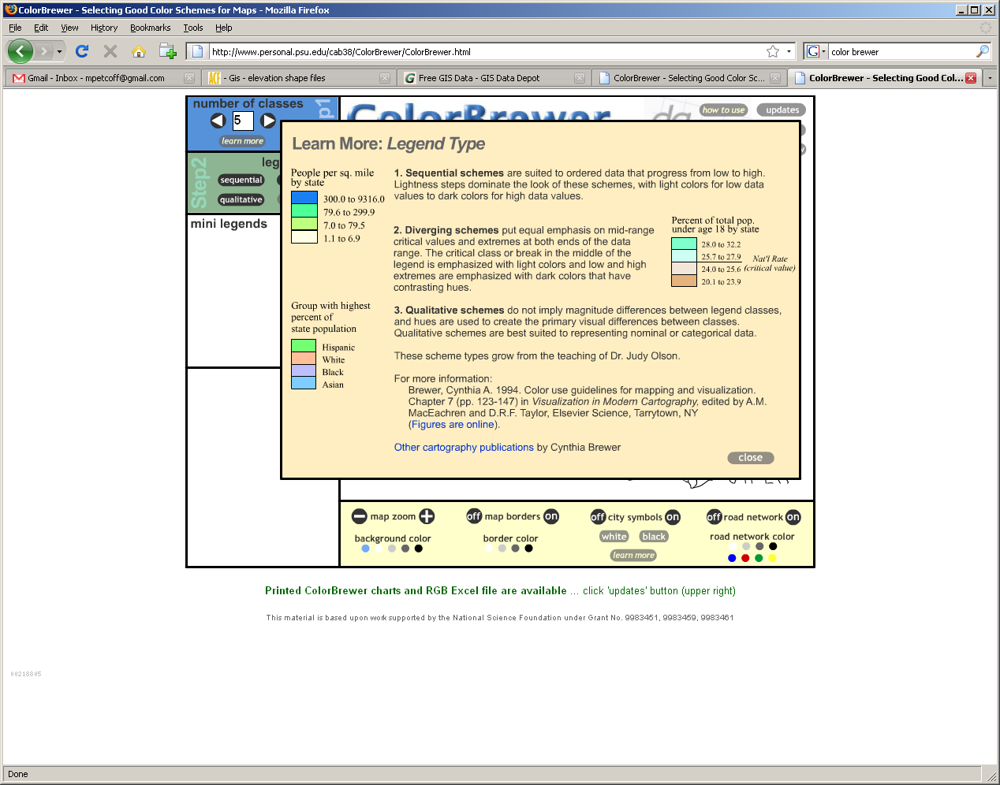 ColorBrewer - Selecting Good Color Schemes for Maps - Mozilla Firefox
File Edit View History Bookmarks Tools Help
http://www.personal.psu.edu/cab38/ColorBrewer/ColorBrewer.html
G color brewer
Gmail - Inbox - mpetcoff@gmail.com
ACF - Gis - elevation shape files
G Free GIS Data - GIS Data Depot
ColorBrewer - Selecting Good Color Sc...
ColorBrewer - Selecting Good Col...
number of classes
5
learn more
Step2
leg
sequential
qualitative
mini legends
ColorBrewer
how to use
updates
Learn More: Legend Type
People per sq. mile
by state
300.0 to 9316.0
79.6 to 299.9
7.0 to 79.5
1.1 to 6.9
1. Sequential schemes are suited to ordered data that progress from low to high.
Lightness steps dominate the look of these schemes, with light colors for low data
values to dark colors for high data values.
2. Diverging schemes put equal emphasis on mid-range
critical values and extremes at both ends of the data
range. The critical class or break in the middle of the
legend is emphasized with light colors and low and high
extremes are emphasized with dark colors that have
contrasting hues.
Percent of total pop.
under age 18 by state
28.0 to 32.2
25.7 to 27.9
24.0 to 25.6
20.1 to 23.9
Nat'l Rate
(critical value)
Group with highest
percent of
state population
Hispanic
White
Black
Asian
3. Qualitative schemes do not imply magnitude differences between legend classes,
and hues are used to create the primary visual differences between classes.
Qualitative schemes are best suited to representing nominal or categorical data.
These scheme types grow from the teaching of Dr. Judy Olson.
For more information:
Brewer, Cynthia A. 1994. Color use guidelines for mapping and visualization.
Chapter 7 (pp. 123-147) in Visualization in Modern Cartography, edited by A.M.
MacEachren and D.R.F. Taylor, Elsevier Science, Tarrytown, NY
(Figures are online).
Other cartography publications by Cynthia Brewer
close
map zoom
off map borders on
off city symbols on
off road network on
background color
border color
white black
learn more
road network color
Printed ColorBrewer charts and RGB Excel file are available ... click 'updates' button (upper right)
This material is based upon work supported by the National Science Foundation under Grant No. 9983451, 9983459, 9983461
00218805
Done